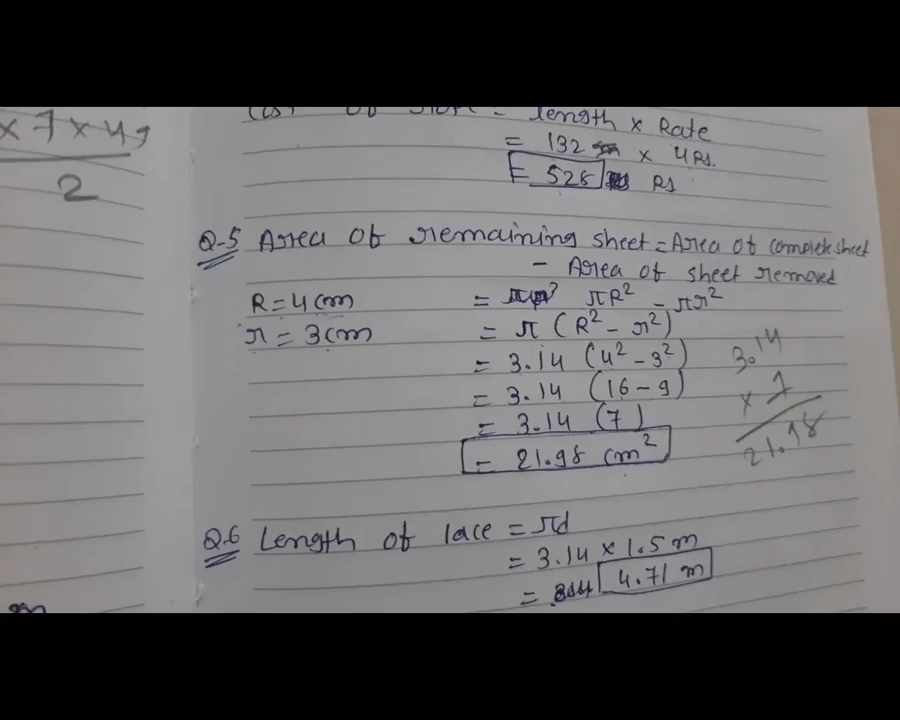 x 7 x 49
2
length x Rate
= 132 x 4 Rs.
= 528 Rs
Q-5 Area of remaining sheet = Area of complete sheet
- Area of sheet removed
R = 4 cm = πR² - πr²
r = 3 cm = π (R² - r²)
= 3.14 (4² - 3²)
= 3.14 (16 - 9)
= 3.14 (7)
= 21.98 cm²
3.14
x 7
21.98
Q.6 Length of lace = πd
= 3.14 x 1.5 m
= 4.71 m